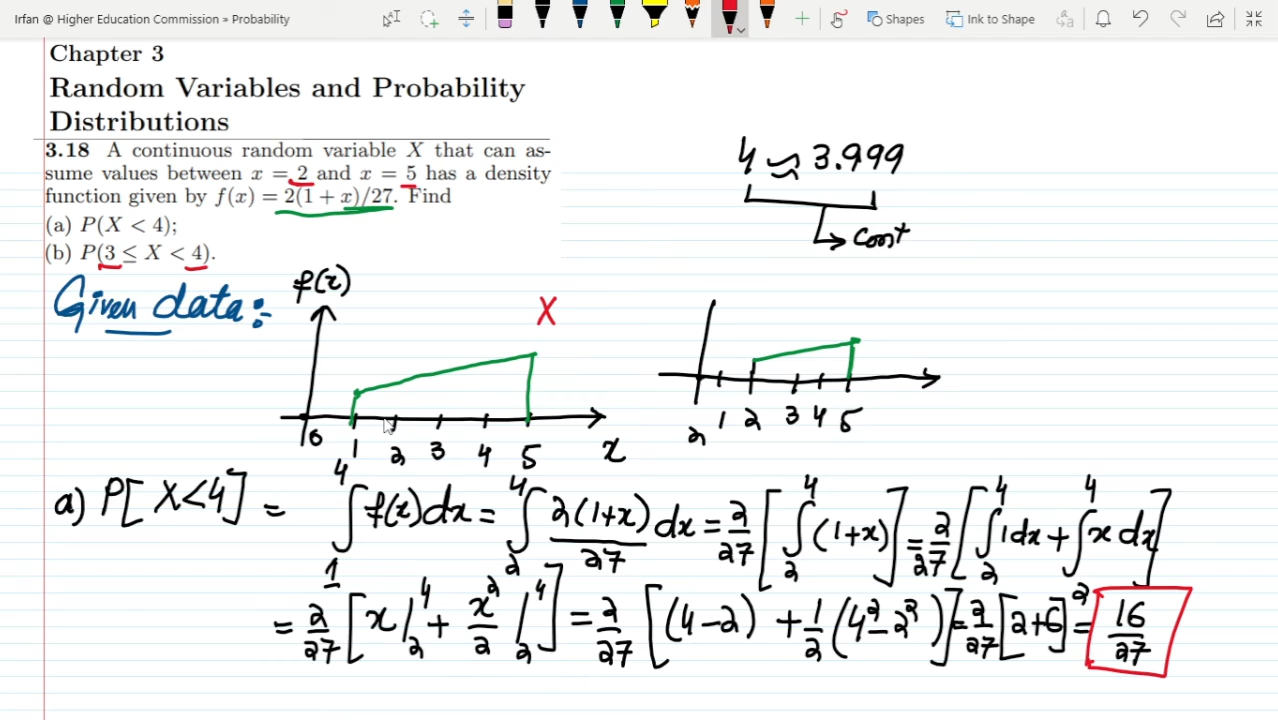 Irfan @ Higher Education Commission » Probability
Shapes
Ink to Shape
Chapter 3
Random Variables and Probability
Distributions
3.18 A continuous random variable X that can as-
sume values between x = 2 and x = 5 has a density
function given by f(x) = 2(1 + x)/27. Find
(a) P(X < 4);
(b) P(3 ≤ X < 4).
4 ≈ 3.999
→ Const
Given data:-
f(x)
X
0 1 2 3 4 5 x
2 1 2 3 4 5
a) P[X<4] = ∫₁⁴ f(x)dx = ∫₂⁴ 2(1+x)/27 dx = 2/27 [∫₂⁴ (1+x)] = 2/27 [∫₂⁴ 1dx + ∫₂⁴ x dx]
= 2/27 [x|₂⁴ + x²/2 |₂⁴] = 2/27 [(4-2) + 1/2 (4²-2²)] = 2/27 [2+6] = 16/27